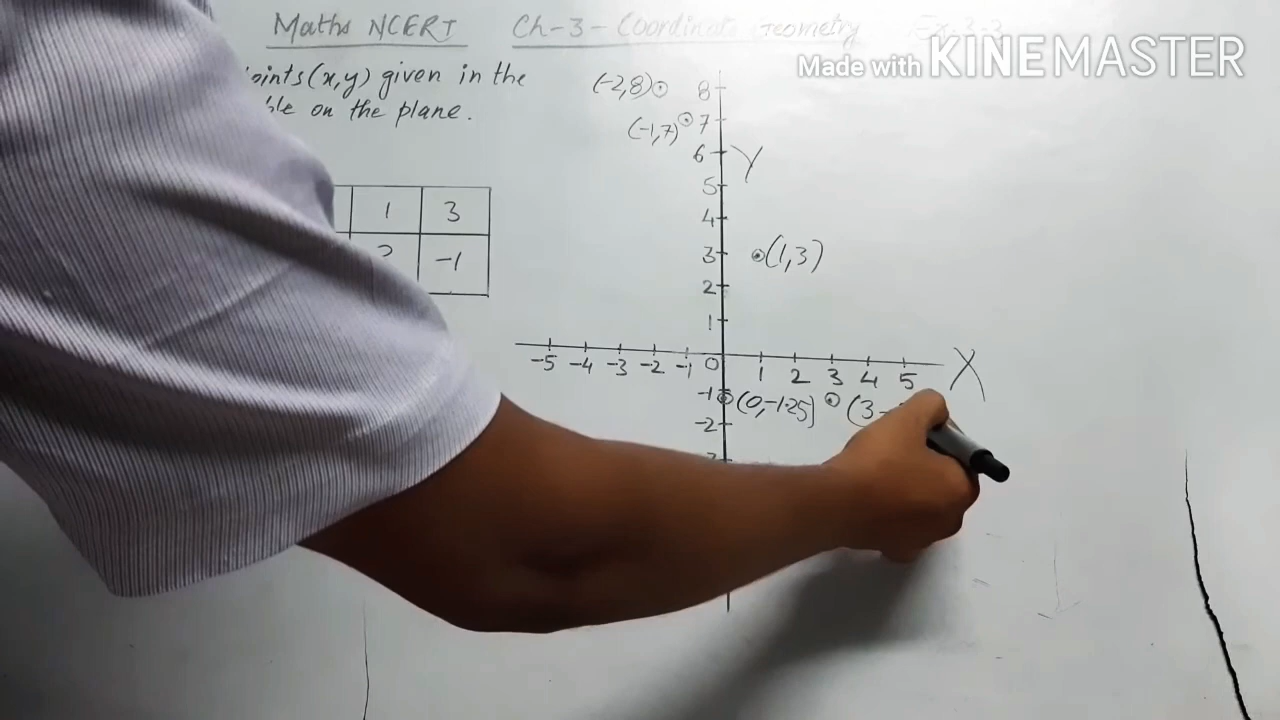 Maths NCERT Ch-3-Coordinate Geometry
Made with KINEMASTER
(x,y) given in the
on the plane.
1 3
-1
(-2,8) 8
(-1,7) 7
6 Y
5
4
3 (1,3)
2
1
-5 -4 -3 -2 -1 0 1 2 3 4 5 X
-1 (0,-1.25) (3
-2